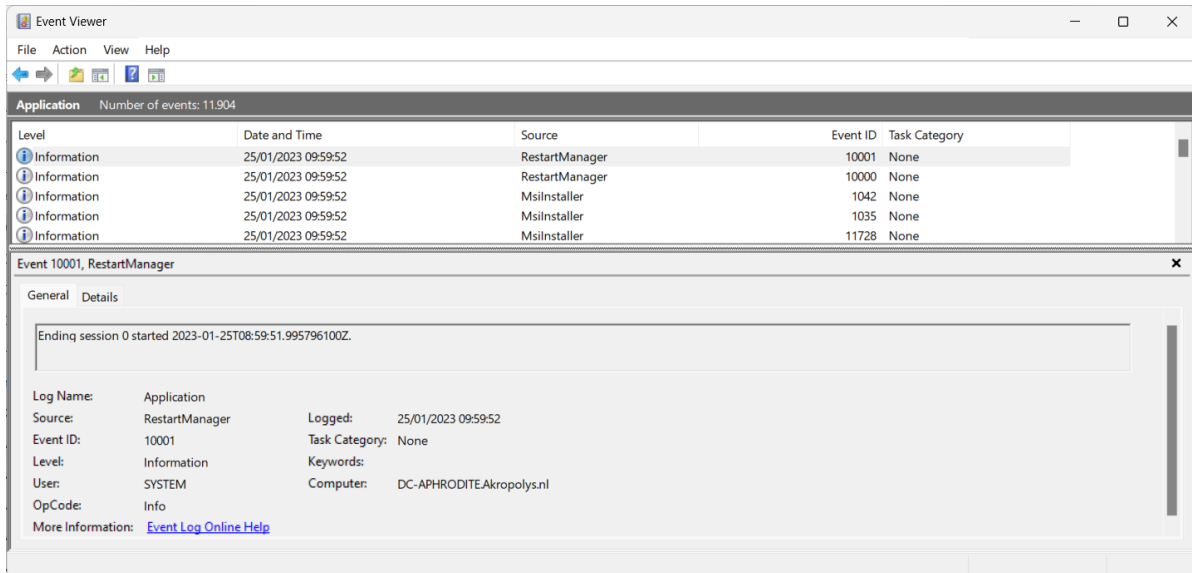 Event Viewer
File Action View Help
Application Number of events: 11.904
Level Date and Time Source Event ID Task Category
Information 25/01/2023 09:59:52 RestartManager 10001 None
Information 25/01/2023 09:59:52 RestartManager 10000 None
Information 25/01/2023 09:59:52 MsiInstaller 1042 None
Information 25/01/2023 09:59:52 MsiInstaller 1035 None
Information 25/01/2023 09:59:52 MsiInstaller 11728 None
Event 10001, RestartManager
General Details
Ending session 0 started 2023-01-25T08:59:51.995796100Z.
Log Name: Application
Source: RestartManager Logged: 25/01/2023 09:59:52
Event ID: 10001 Task Category: None
Level: Information Keywords:
User: SYSTEM Computer: DC-APHRODITE.Akropolys.nl
OpCode: Info
More Information: Event Log Online Help